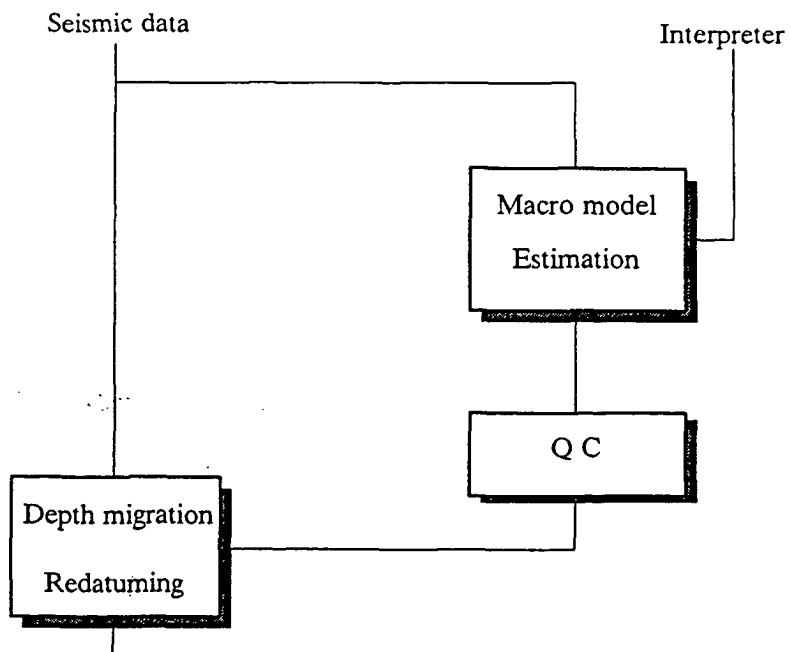 Seismic data
Interpreter
Macro model
Estimation
Q C
Depth migration
Redatuming